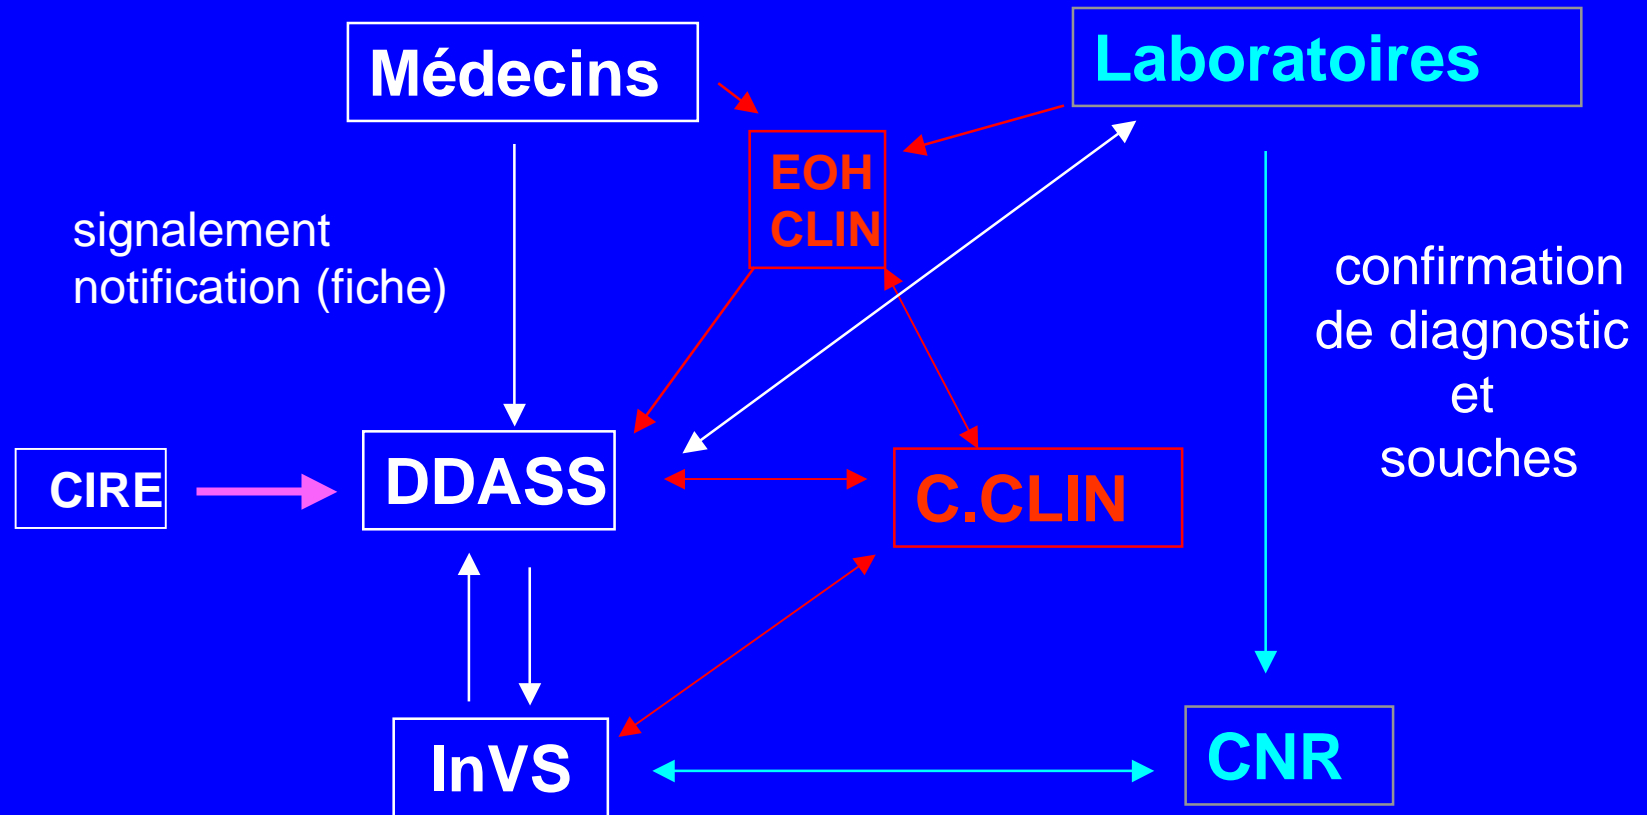 Médecins
Laboratoires
EOH
CLIN
signalement
notification (fiche)
confirmation
de diagnostic
et
souches
CIRE
DDASS
C.CLIN
InVS
CNR